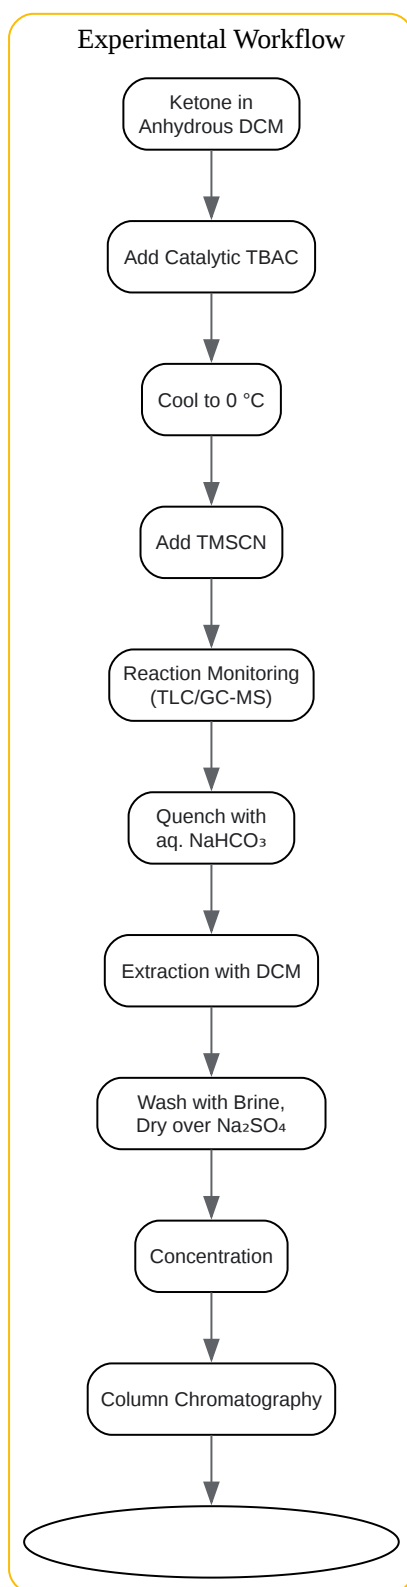 Experimental Workflow
Ketone in
Anhydrous DCM
Add Catalytic TBAC
Cool to 0 °C
Add TMSCN
Reaction Monitoring
(TLC/GC-MS)
Quench with
aq. NaHCO₃
Extraction with DCM
Wash with Brine,
Dry over Na₂SO₄
Concentration
Column Chromatography